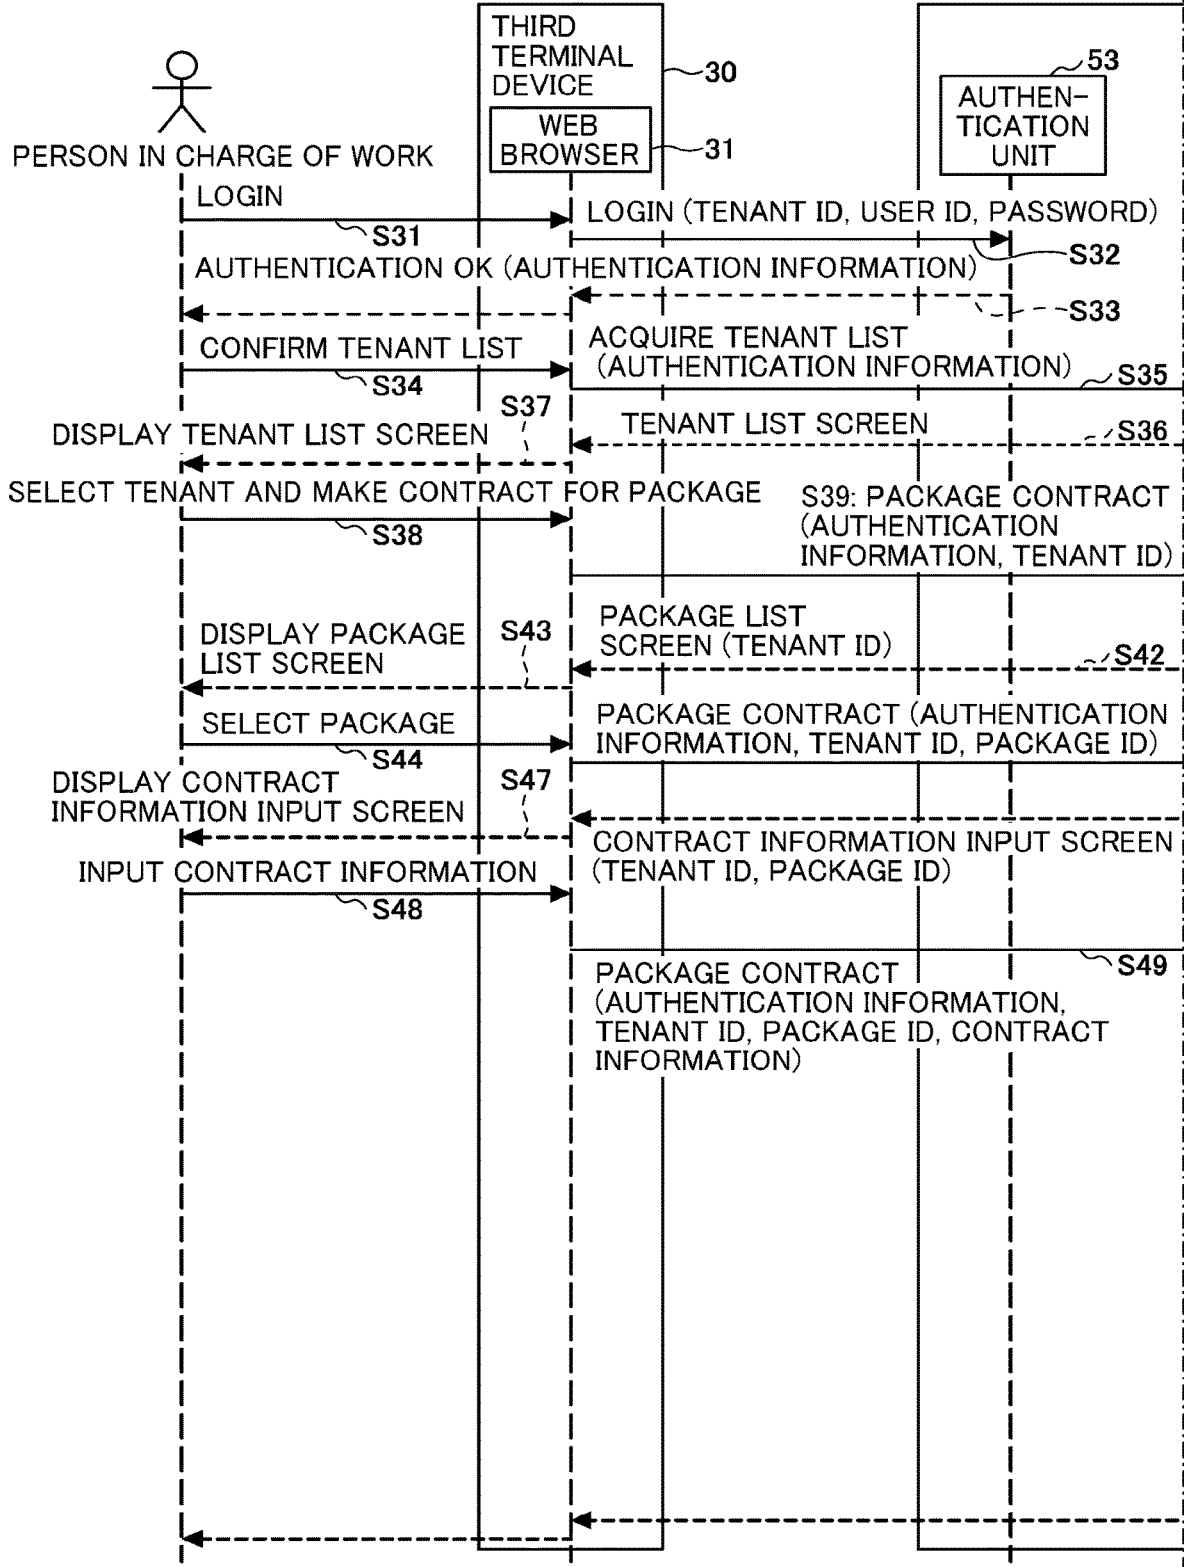 THIRD
TERMINAL
DEVICE
30
53
WEB
BROWSER
31
AUTHEN-
TICATION
UNIT
PERSON IN CHARGE OF WORK
LOGIN
S31
LOGIN (TENANT ID, USER ID, PASSWORD)
S32
AUTHENTICATION OK (AUTHENTICATION INFORMATION)
S33
CONFIRM TENANT LIST
S34
ACQUIRE TENANT LIST
(AUTHENTICATION INFORMATION)
S35
S37
DISPLAY TENANT LIST SCREEN
TENANT LIST SCREEN
S36
SELECT TENANT AND MAKE CONTRACT FOR PACKAGE
S38
S39: PACKAGE CONTRACT
(AUTHENTICATION
INFORMATION, TENANT ID)
PACKAGE LIST
SCREEN (TENANT ID)
S42
DISPLAY PACKAGE
LIST SCREEN
S43
SELECT PACKAGE
S44
PACKAGE CONTRACT (AUTHENTICATION
INFORMATION, TENANT ID, PACKAGE ID)
DISPLAY CONTRACT
INFORMATION INPUT SCREEN
S47
CONTRACT INFORMATION INPUT SCREEN
(TENANT ID, PACKAGE ID)
INPUT CONTRACT INFORMATION
S48
S49
PACKAGE CONTRACT
(AUTHENTICATION INFORMATION,
TENANT ID, PACKAGE ID, CONTRACT
INFORMATION)